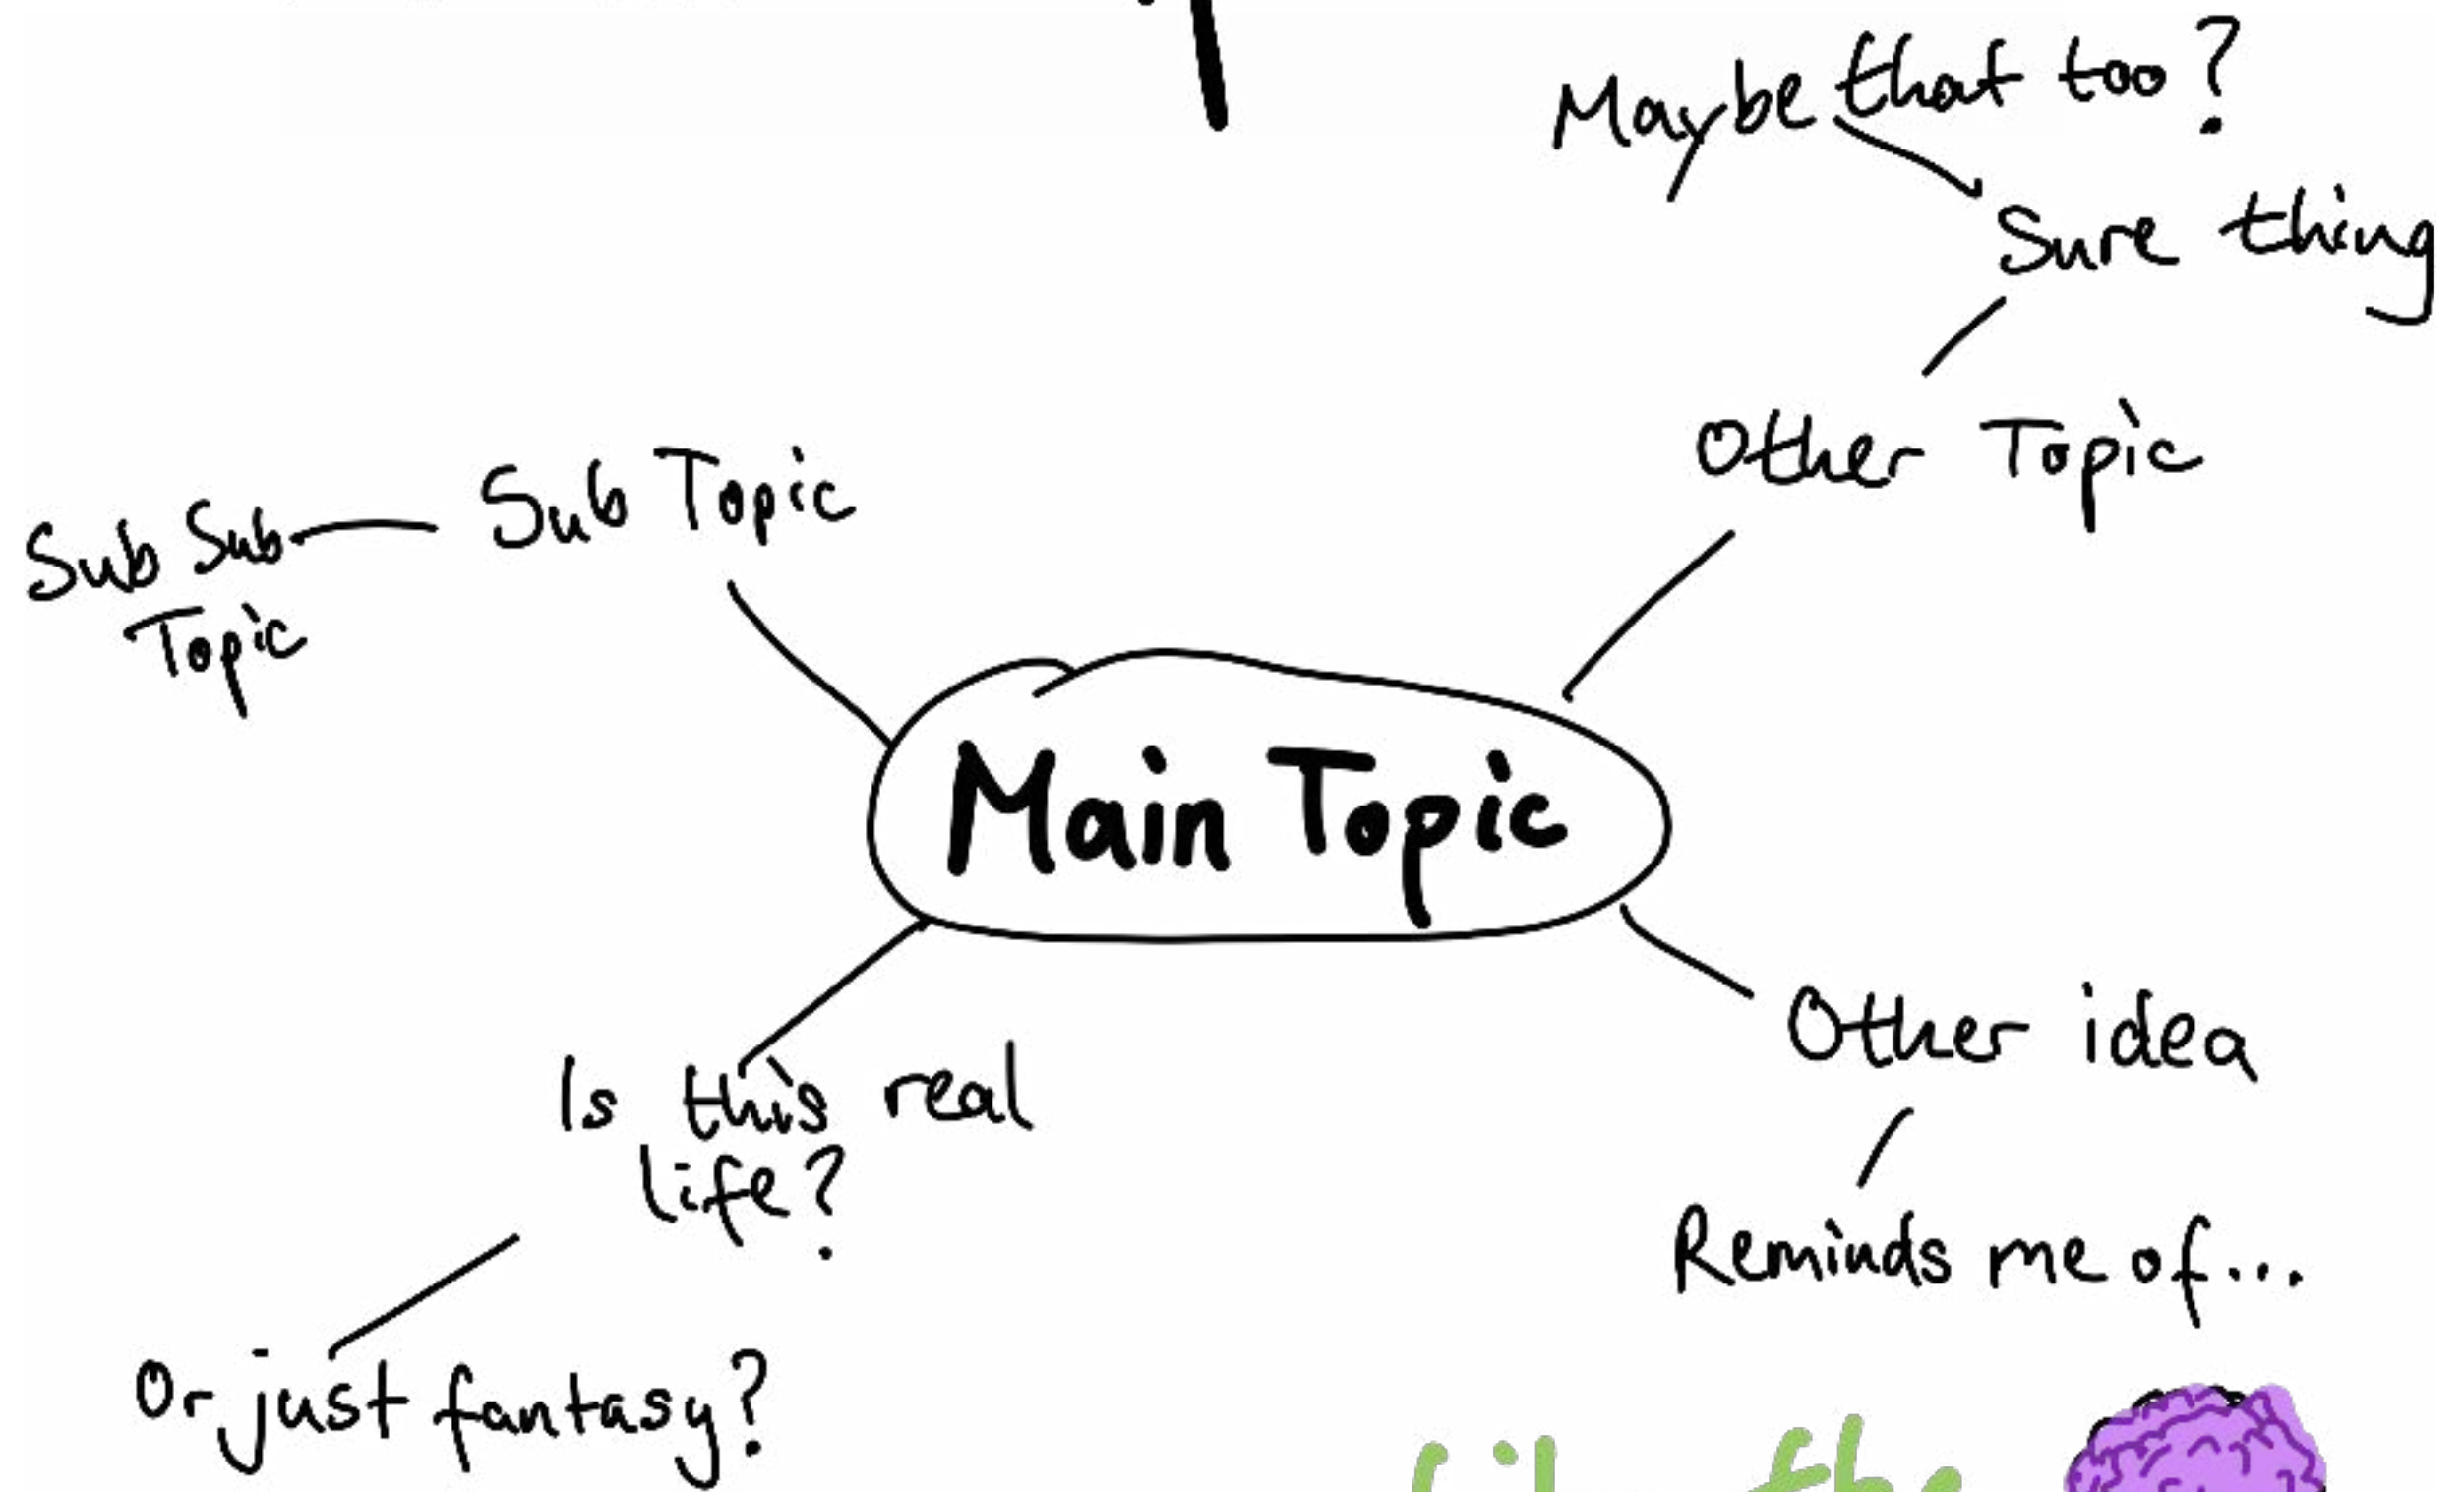 Maybe that too?
Sure thing
Other Topic
Sub Topic
Sub Sub
Topic
Main Topic
Other idea
Is this real
life?
Reminds me of...
Or just fantasy?